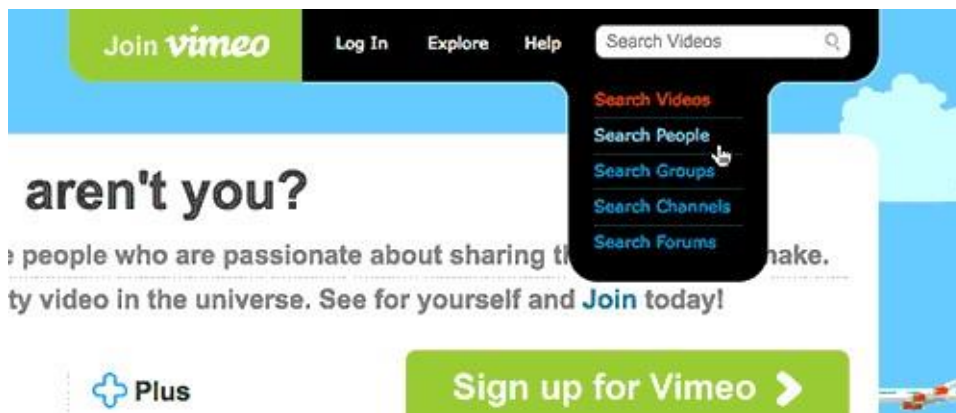 Join vimeo Log In Explore Help Search Videos
Search Videos
Search People
Search Groups
Search Channels
Search Forums
aren't you?
people who are passionate about sharing
ty video in the universe. See for yourself and Join today!
Plus
Sign up for Vimeo